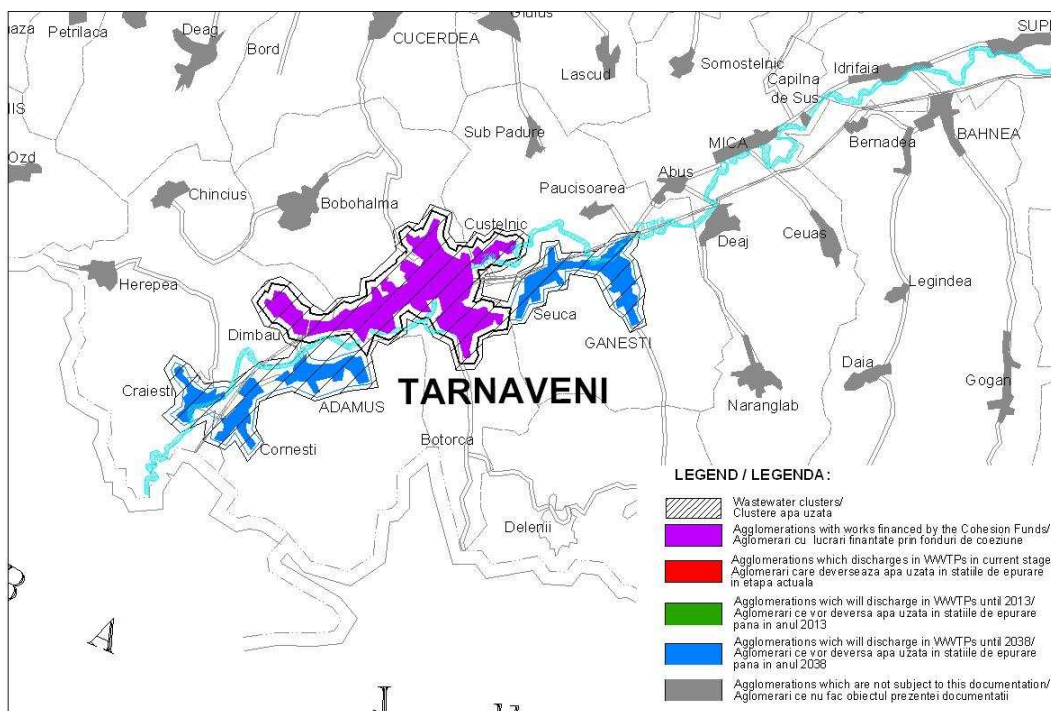 Petrilaca
Deag
Bord
CUCERDEA
Lascud
Somostelnic
Capilna
de Sus
Idrifaia
Ozd
Sub Padure
MICA
Bernadea
BAHNEA
Chincius
Bobohalma
Paucisoarea
Abus
Custelnic
Deaj
Ceuas
Herepea
Legindea
Dimbau
Seuca
GANESTI
Craiesti
ADAMUS
TARNAVENI
Daia
Gogan
Naranglab
Cornesti
Botorca
Delenii
A
LEGEND / LEGENDA:
Wastewater clusters/
Clustere apa uzata
Agglomerations with works financed by the Cohesion Funds/
Aglomerari cu lucrari finantate prin fonduri de coeziune
Agglomerations which discharges in WWTPs in current stage
Aglomerari care deverseaza apa uzata in statiile de epurare
in etapa actuala
Agglomerations wich will discharge in WWTPs until 2013/
Aglomerari ce vor deversa apa uzata in statiile de epurare
pana in anul 2013
Agglomerations wich will discharge in WWTPs until 2038/
Aglomerari ce vor deversa apa uzata in statiile de epurare
pana in anul 2038
Agglomerations which are not subject to this documentation/
Aglomerari ce nu fac obiectul prezentei documentatii